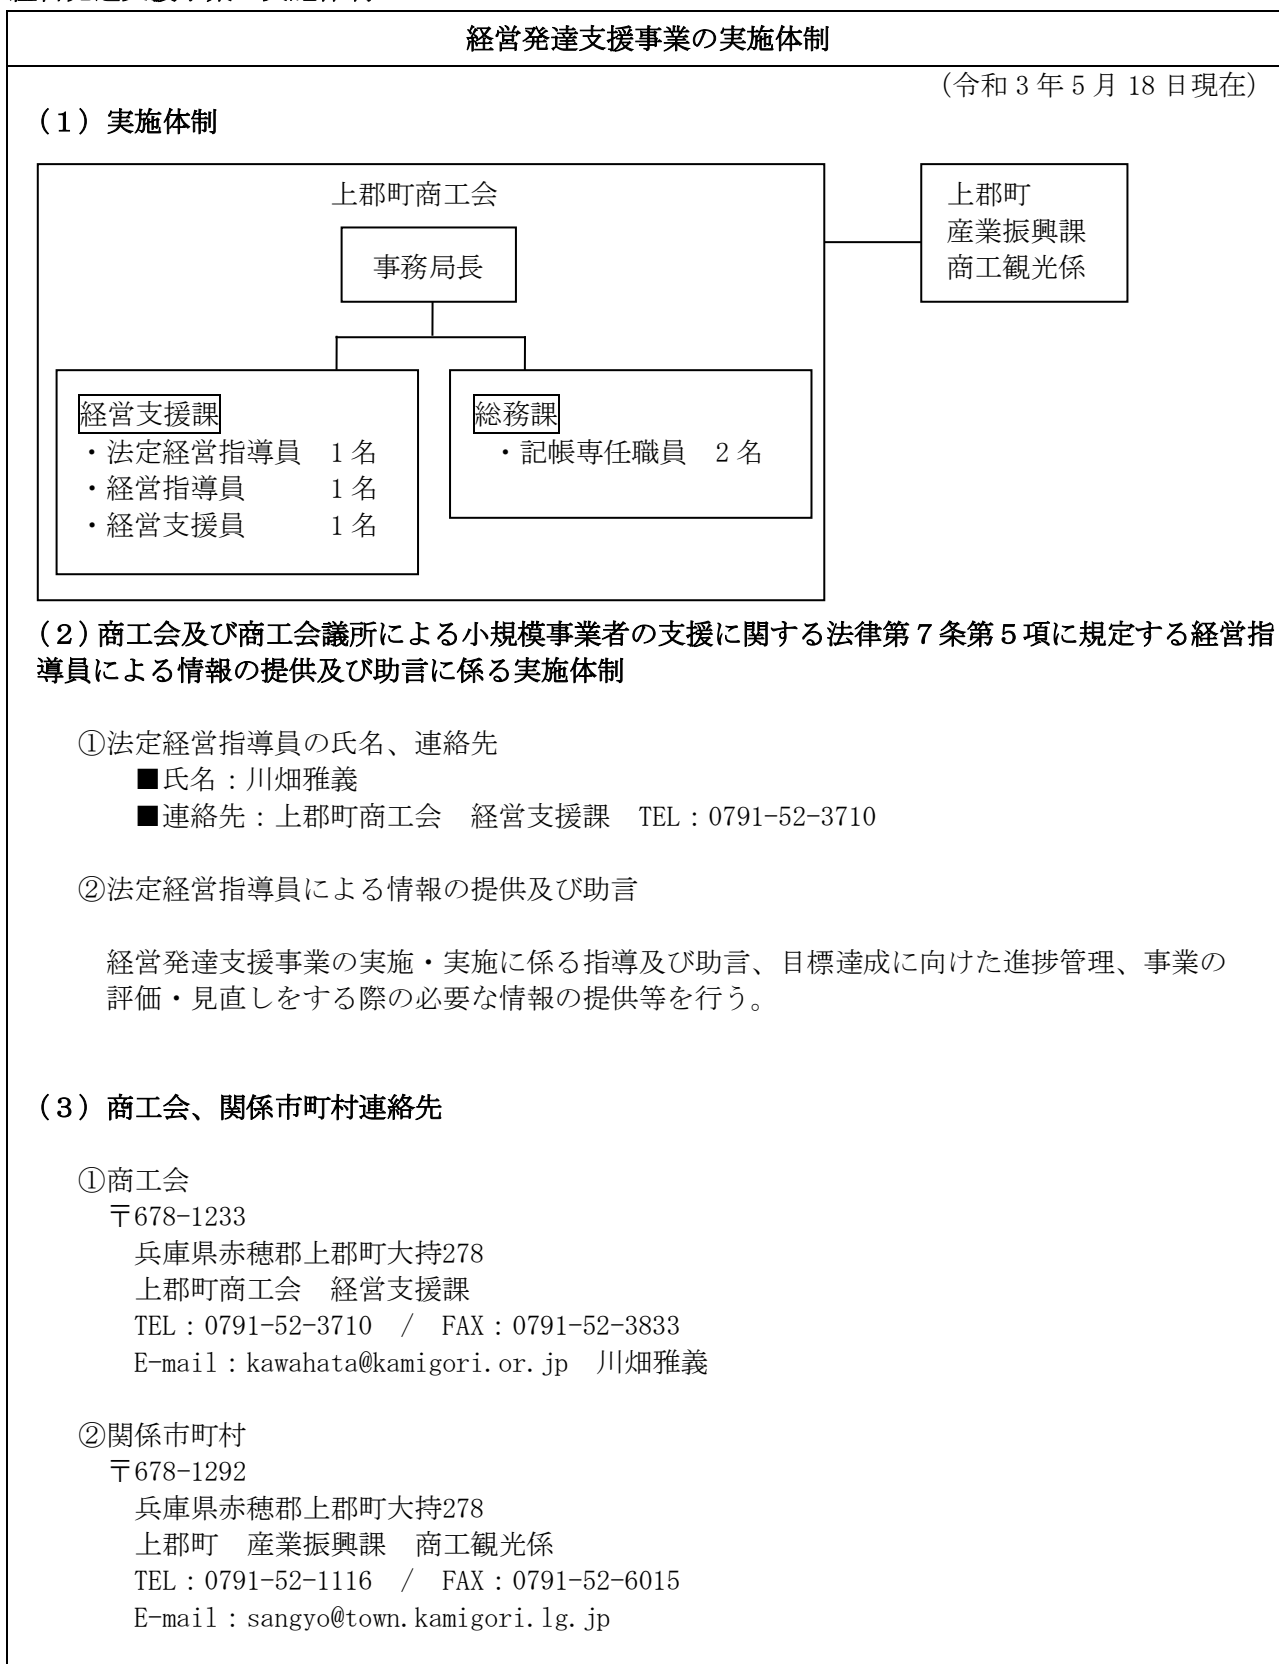 経営発達支援事業の実施体制
(令和 3 年 5 月 18 日現在)
(1) 実施体制
上郡町商工会
事務局長
経営支援課
・法定経営指導員　1 名
・経営指導員　　　1 名
・経営支援員　　　1 名
総務課
・記帳専任職員　2 名
上郡町
産業振興課
商工観光係
(2) 商工会及び商工会議所による小規模事業者の支援に関する法律第7条第5項に規定する経営指
導員による情報の提供及び助言に係る実施体制
①法定経営指導員の氏名、連絡先
■氏名：川畑雅義
■連絡先：上郡町商工会　経営支援課　TEL：0791-52-3710
②法定経営指導員による情報の提供及び助言
経営発達支援事業の実施・実施に係る指導及び助言、目標達成に向けた進捗管理、事業の
評価・見直しをする際の必要な情報の提供等を行う。
(3) 商工会、関係市町村連絡先
①商工会
〒678-1233
兵庫県赤穂郡上郡町大持278
上郡町商工会　経営支援課
TEL：0791-52-3710　/　FAX：0791-52-3833
E-mail：kawahata@kamigori.or.jp　川畑雅義
②関係市町村
〒678-1292
兵庫県赤穂郡上郡町大持278
上郡町　産業振興課　商工観光係
TEL：0791-52-1116　/　FAX：0791-52-6015
E-mail：sangyo@town.kamigori.lg.jp